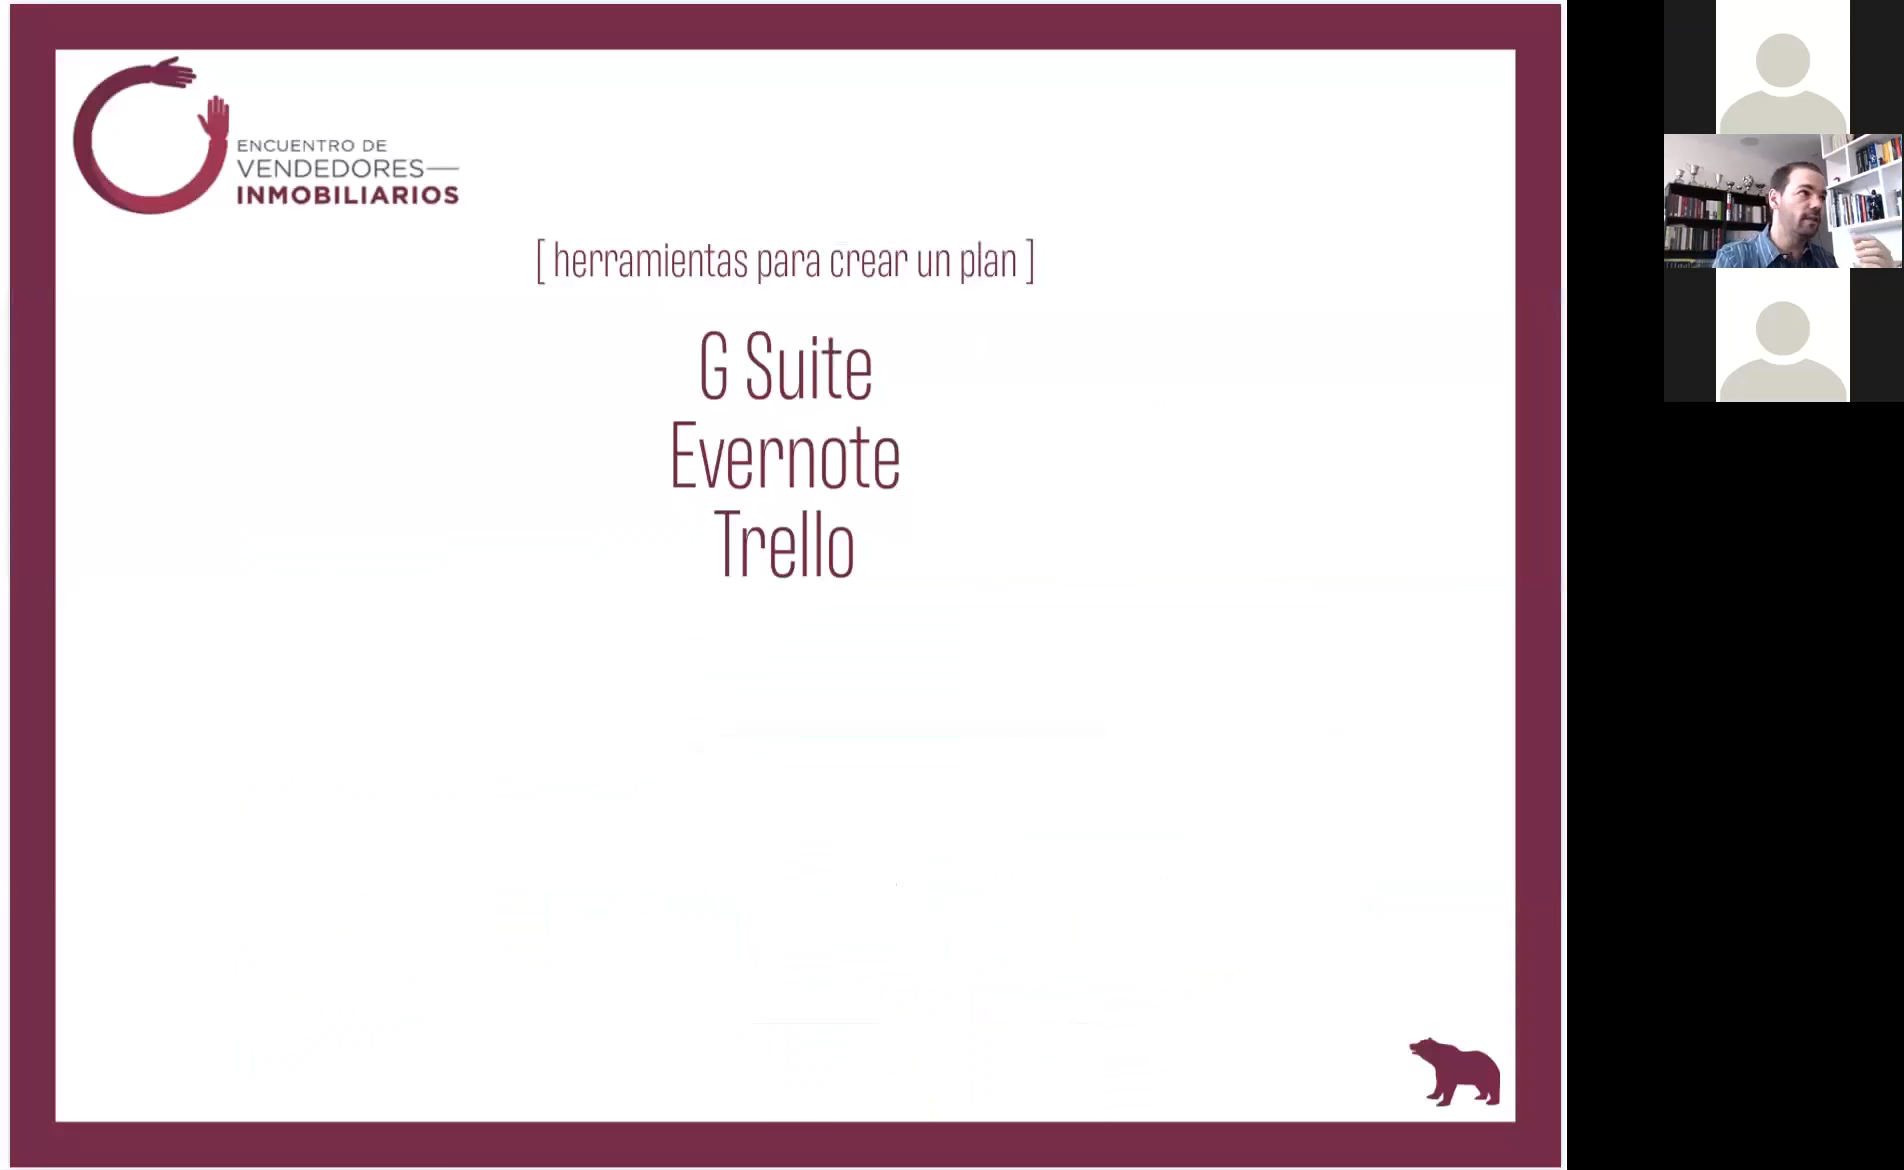 ENCUENTRO DE
VENDEDORES—
INMOBILIARIOS
[ herramientas para crear un plan ]
G Suite
Evernote
Trello